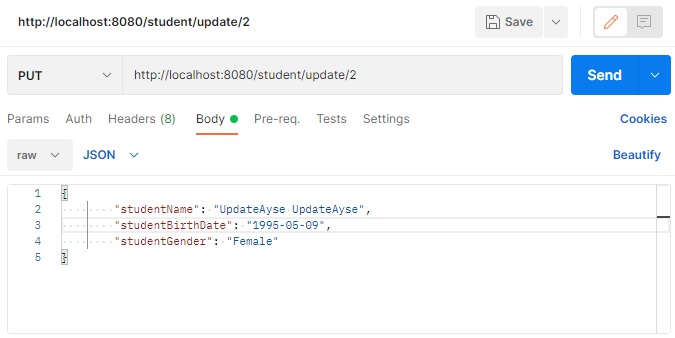 http://localhost:8080/student/update/2 Save
PUT http://localhost:8080/student/update/2 Send
Params Auth Headers (8) Body Pre-req. Tests Settings Cookies
raw JSON Beautify
1 {
2 "studentName": "UpdateAyse UpdateAyse",
3 "studentBirthDate": "1995-05-09",
4 "studentGender": "Female"
5 }